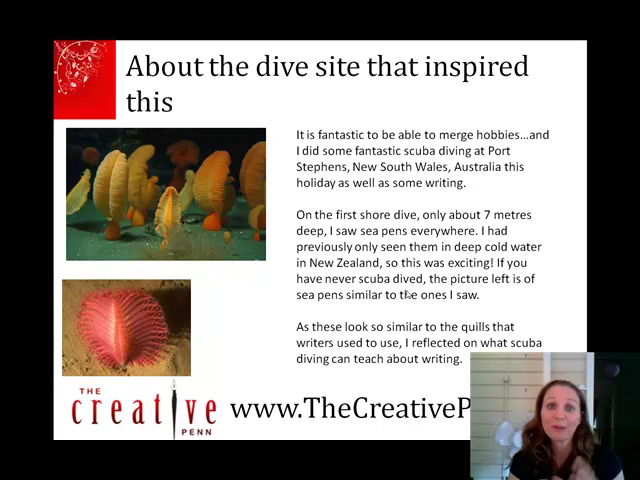 About the dive site that inspired
this
It is fantastic to be able to merge hobbies...and
I did some fantastic scuba diving at Port
Stephens, New South Wales, Australia this
holiday as well as some writing.
On the first shore dive, only about 7 metres
deep, I saw sea pens everywhere. I had
previously only seen them in deep cold water
in New Zealand, so this was exciting! If you
have never scuba dived, the picture left is of
sea pens similar to the ones I saw.
As these look so similar to the quills that
writers used to use, I reflected on what scuba
diving can teach about writing.
THE
creative
PENN
www.TheCreativeP